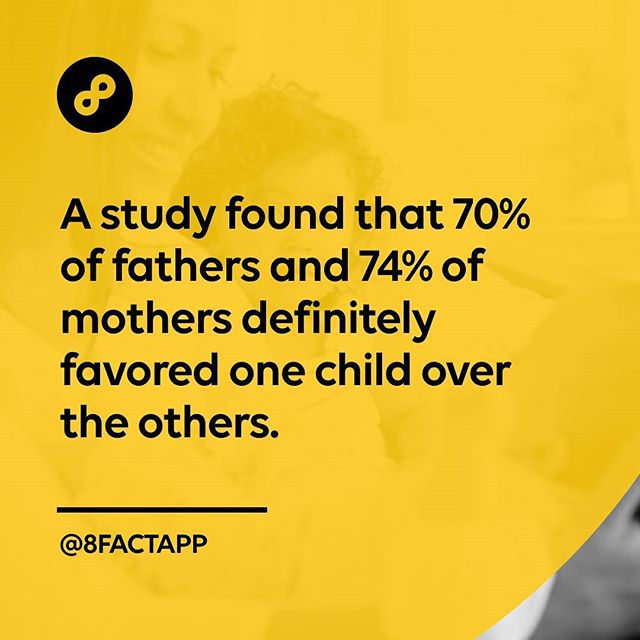 A study found that 70%
of fathers and 74% of
mothers definitely
favored one child over
the others.
@8FACTAPP